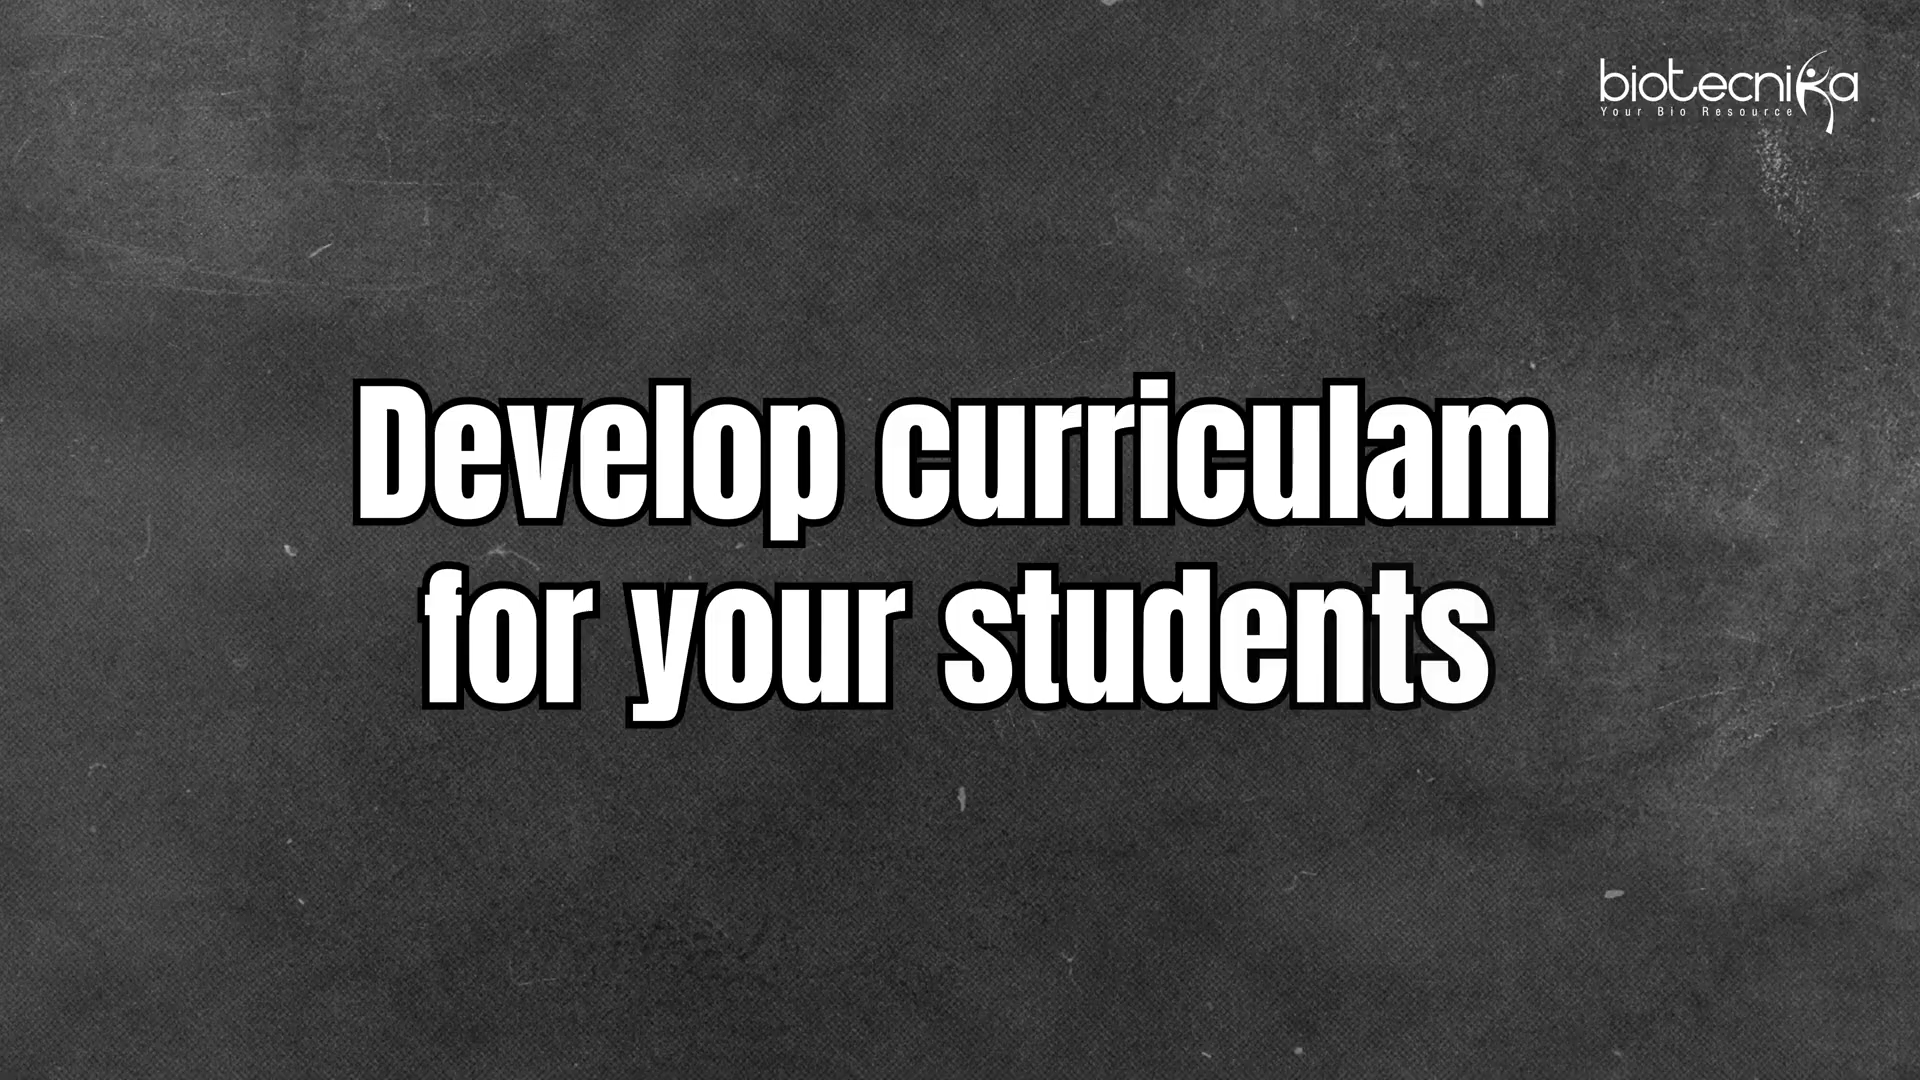 biotecnika
Your Bio Resource
Develop curriculam
for your students